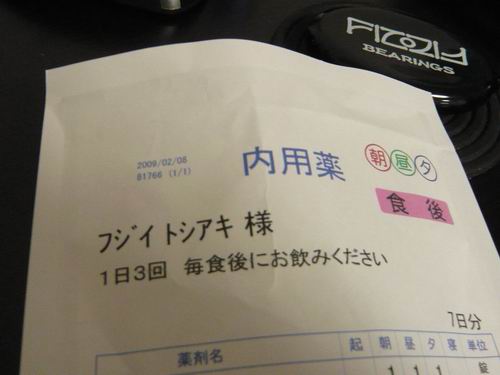 BEARINGS
2009/02/08
81766 (1/1)
内用薬
朝 昼 夕
食後
フジイ トシアキ 様
1日3回 毎食後にお飲みください
7日分
薬剤名 起 朝 昼 夕 寝 単位
1 1 1 錠